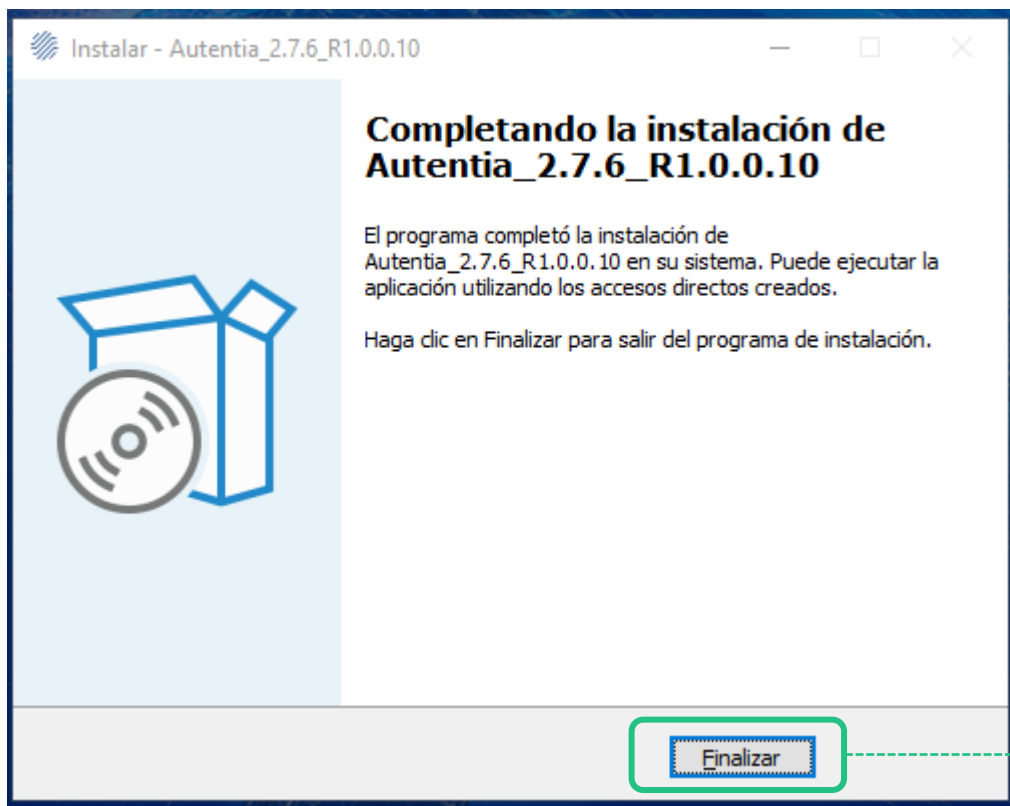 Instalar - Autentia_2.7.6_R1.0.0.10
Completando la instalación de
Autentia_2.7.6_R1.0.0.10
El programa completó la instalación de
Autentia_2.7.6_R1.0.0.10 en su sistema. Puede ejecutar la
aplicación utilizando los accesos directos creados.
Haga clic en Finalizar para salir del programa de instalación.
Finalizar